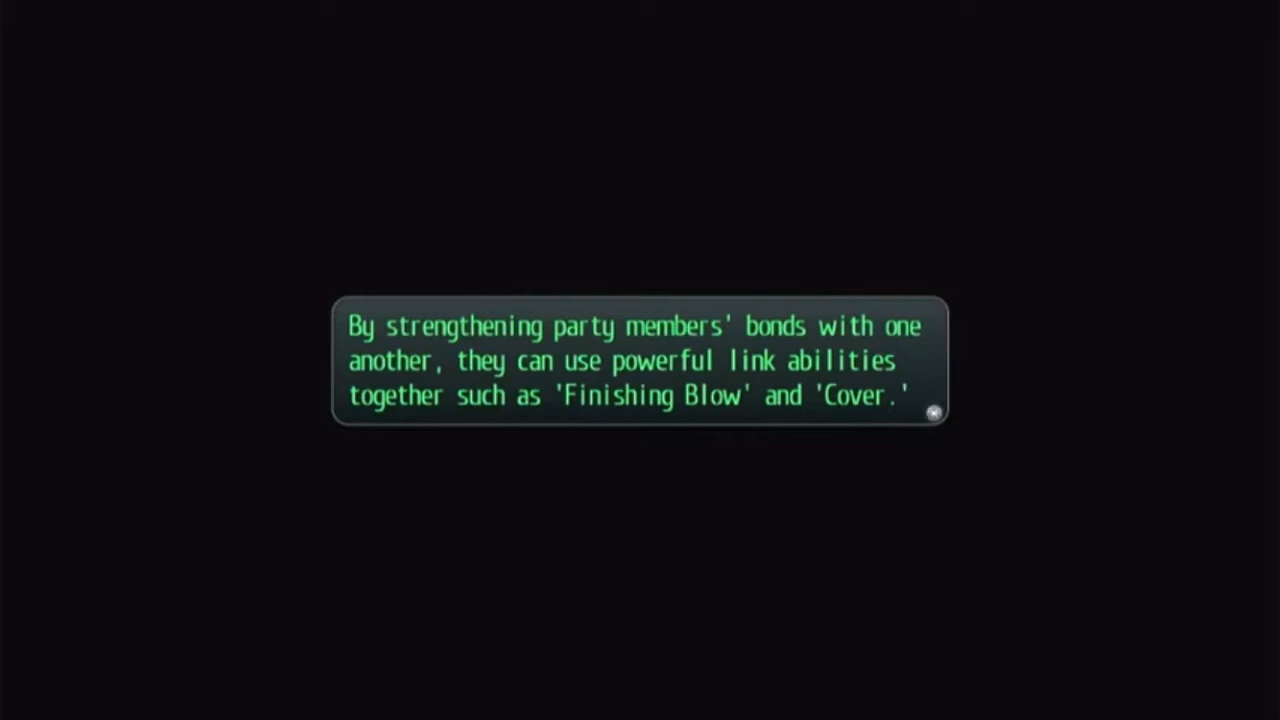 By strengthening party members' bonds with one
another, they can use powerful link abilities
together such as 'Finishing Blow' and 'Cover.'